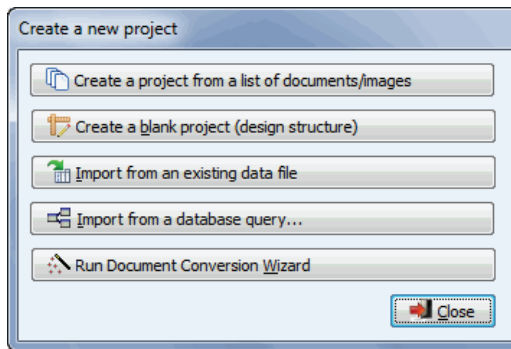 Create a new project
Create a project from a list of documents/images
Create a blank project (design structure)
Import from an existing data file
Import from a database query...
Run Document Conversion Wizard
Close